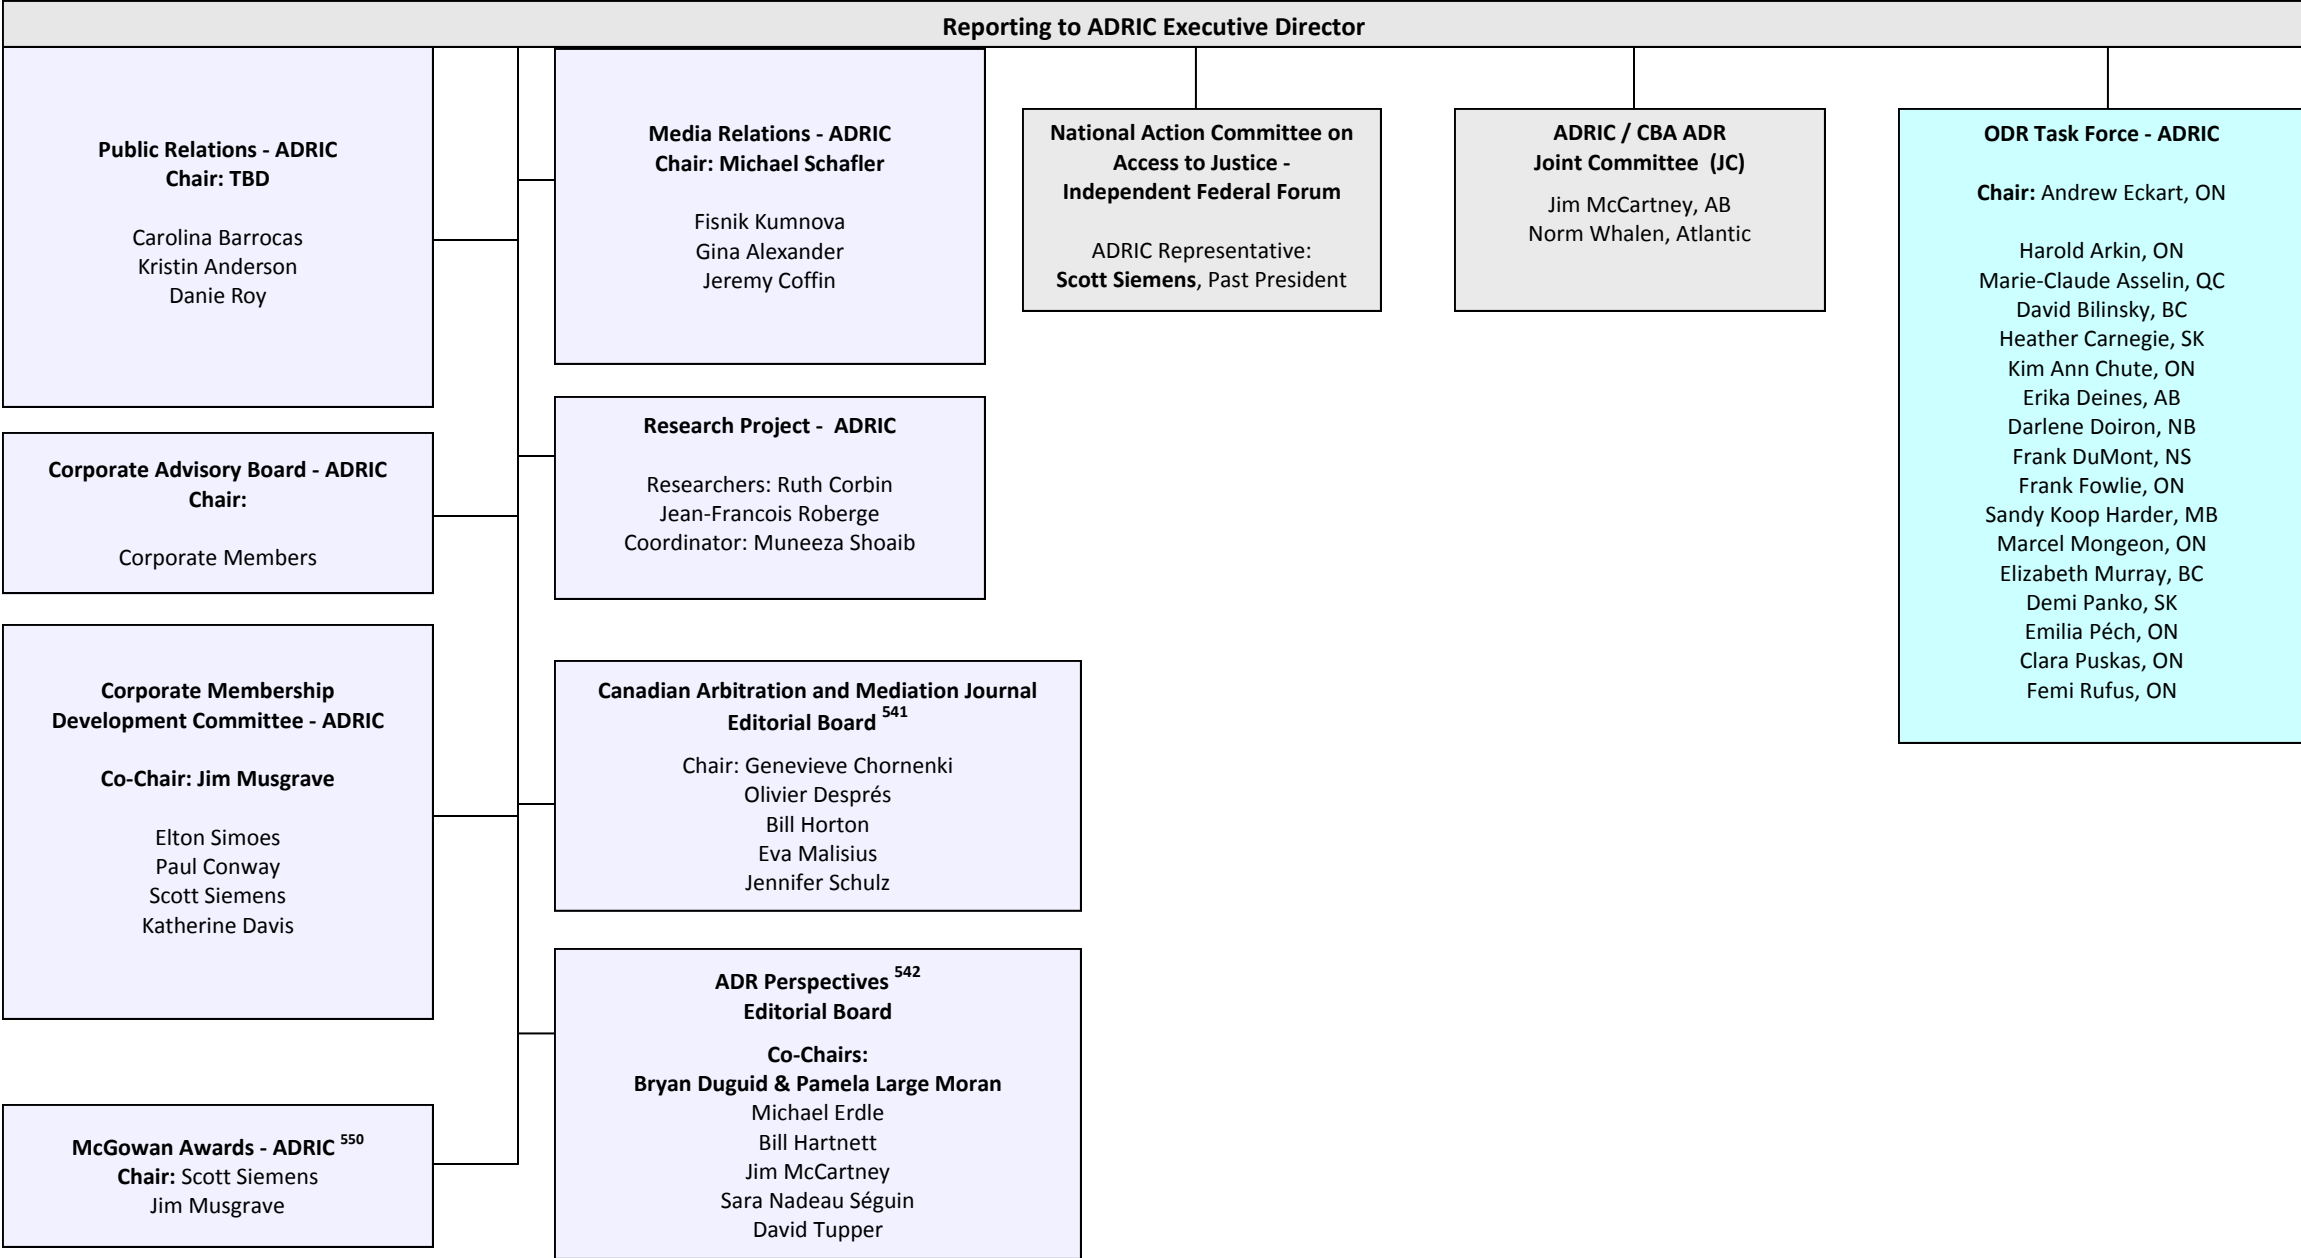 Reporting to ADRIC Executive Director
Public Relations - ADRIC
Chair: TBD
Carolina Barrocas
Kristin Anderson
Danie Roy
Corporate Advisory Board - ADRIC
Chair:
Corporate Members
Corporate Membership
Development Committee - ADRIC
Co-Chair: Jim Musgrave
Elton Simoes
Paul Conway
Scott Siemens
Katherine Davis
McGowan Awards - ADRIC 550
Chair: Scott Siemens
Jim Musgrave
Media Relations - ADRIC
Chair: Michael Schafler
Fisnik Kumnova
Gina Alexander
Jeremy Coffin
Research Project - ADRIC
Researchers: Ruth Corbin
Jean-Francois Roberge
Coordinator: Muneeza Shoaib
Canadian Arbitration and Mediation Journal
Editorial Board 541
Chair: Genevieve Chornenki
Olivier Després
Bill Horton
Eva Malisius
Jennifer Schulz
ADR Perspectives 542
Editorial Board
Co-Chairs:
Bryan Duguid & Pamela Large Moran
Michael Erdle
Bill Hartnett
Jim McCartney
Sara Nadeau Séguin
David Tupper
National Action Committee on
Access to Justice -
Independent Federal Forum
ADRIC Representative:
Scott Siemens, Past President
ADRIC / CBA ADR
Joint Committee (JC)
Jim McCartney, AB
Norm Whalen, Atlantic
ODR Task Force - ADRIC
Chair: Andrew Eckart, ON
Harold Arkin, ON
Marie-Claude Asselin, QC
David Bilinsky, BC
Heather Carnegie, SK
Kim Ann Chute, ON
Erika Deines, AB
Darlene Doiron, NB
Frank DuMont, NS
Frank Fowlie, ON
Sandy Koop Harder, MB
Marcel Mongeon, ON
Elizabeth Murray, BC
Demi Panko, SK
Emilia Péch, ON
Clara Puskas, ON
Femi Rufus, ON